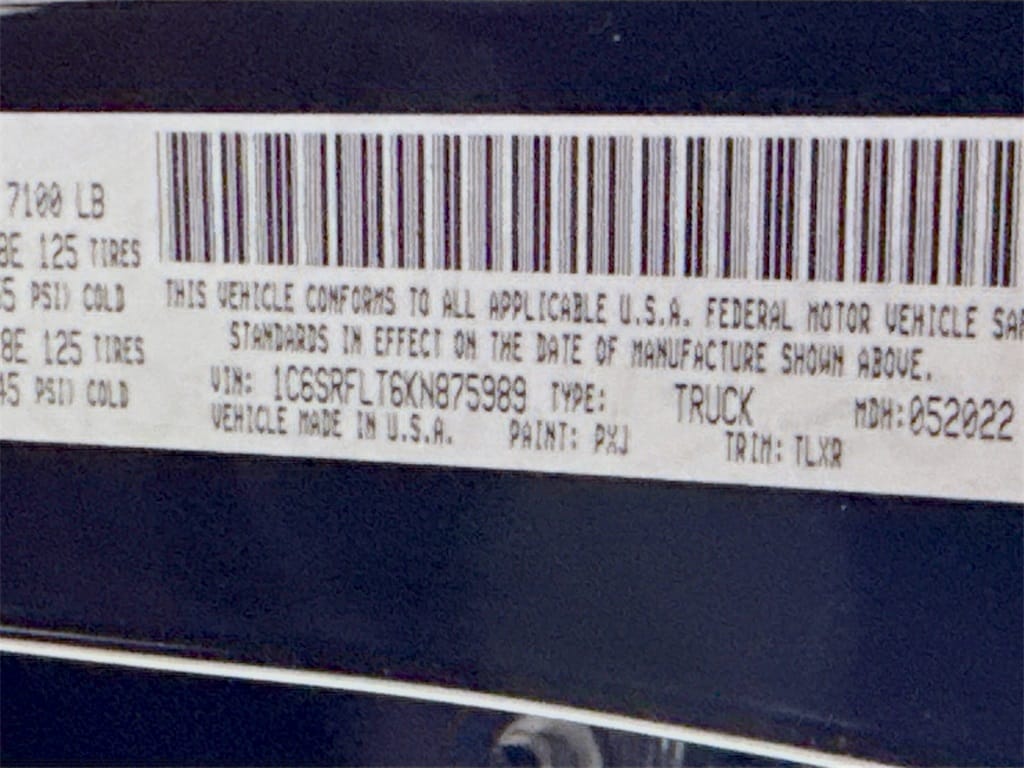 7100 LB
8E 125 TIRES
PSI) COLD
8E 125 TIRES
45 PSI) COLD
THIS VEHICLE CONFORMS TO ALL APPLICABLE U.S.A. FEDERAL MOTOR VEHICLE SAF
STANDARDS IN EFFECT ON THE DATE OF MANUFACTURE SHOWN ABOVE.
VIN: 1C6SRFLT6KN875989 TYPE: TRUCK MDH:052022
VEHICLE MADE IN U.S.A. PAINT: PXJ TRIM: TLXR